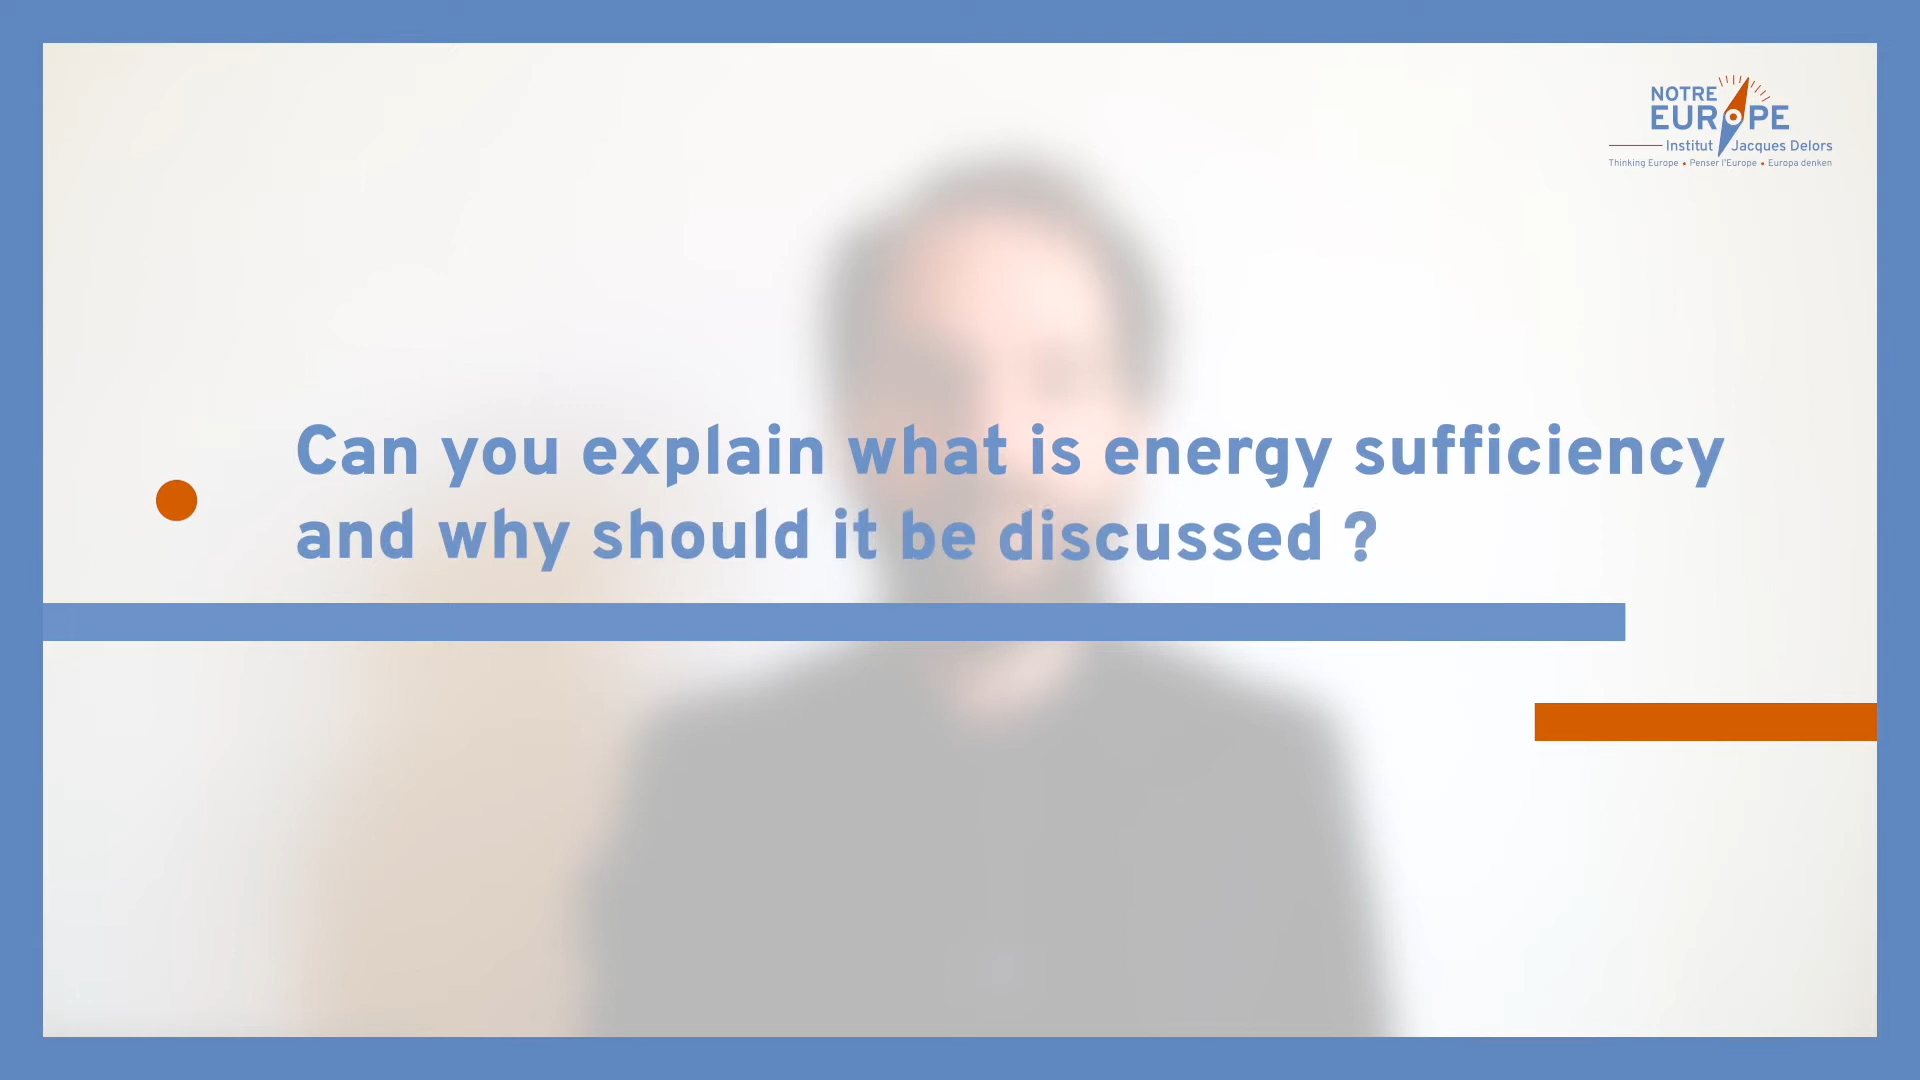 NOTRE
EUROPE
Institut Jacques Delors
Thinking Europe • Penser l'Europe • Europa denken
Can you explain what is energy sufficiency
and why should it be discussed ?